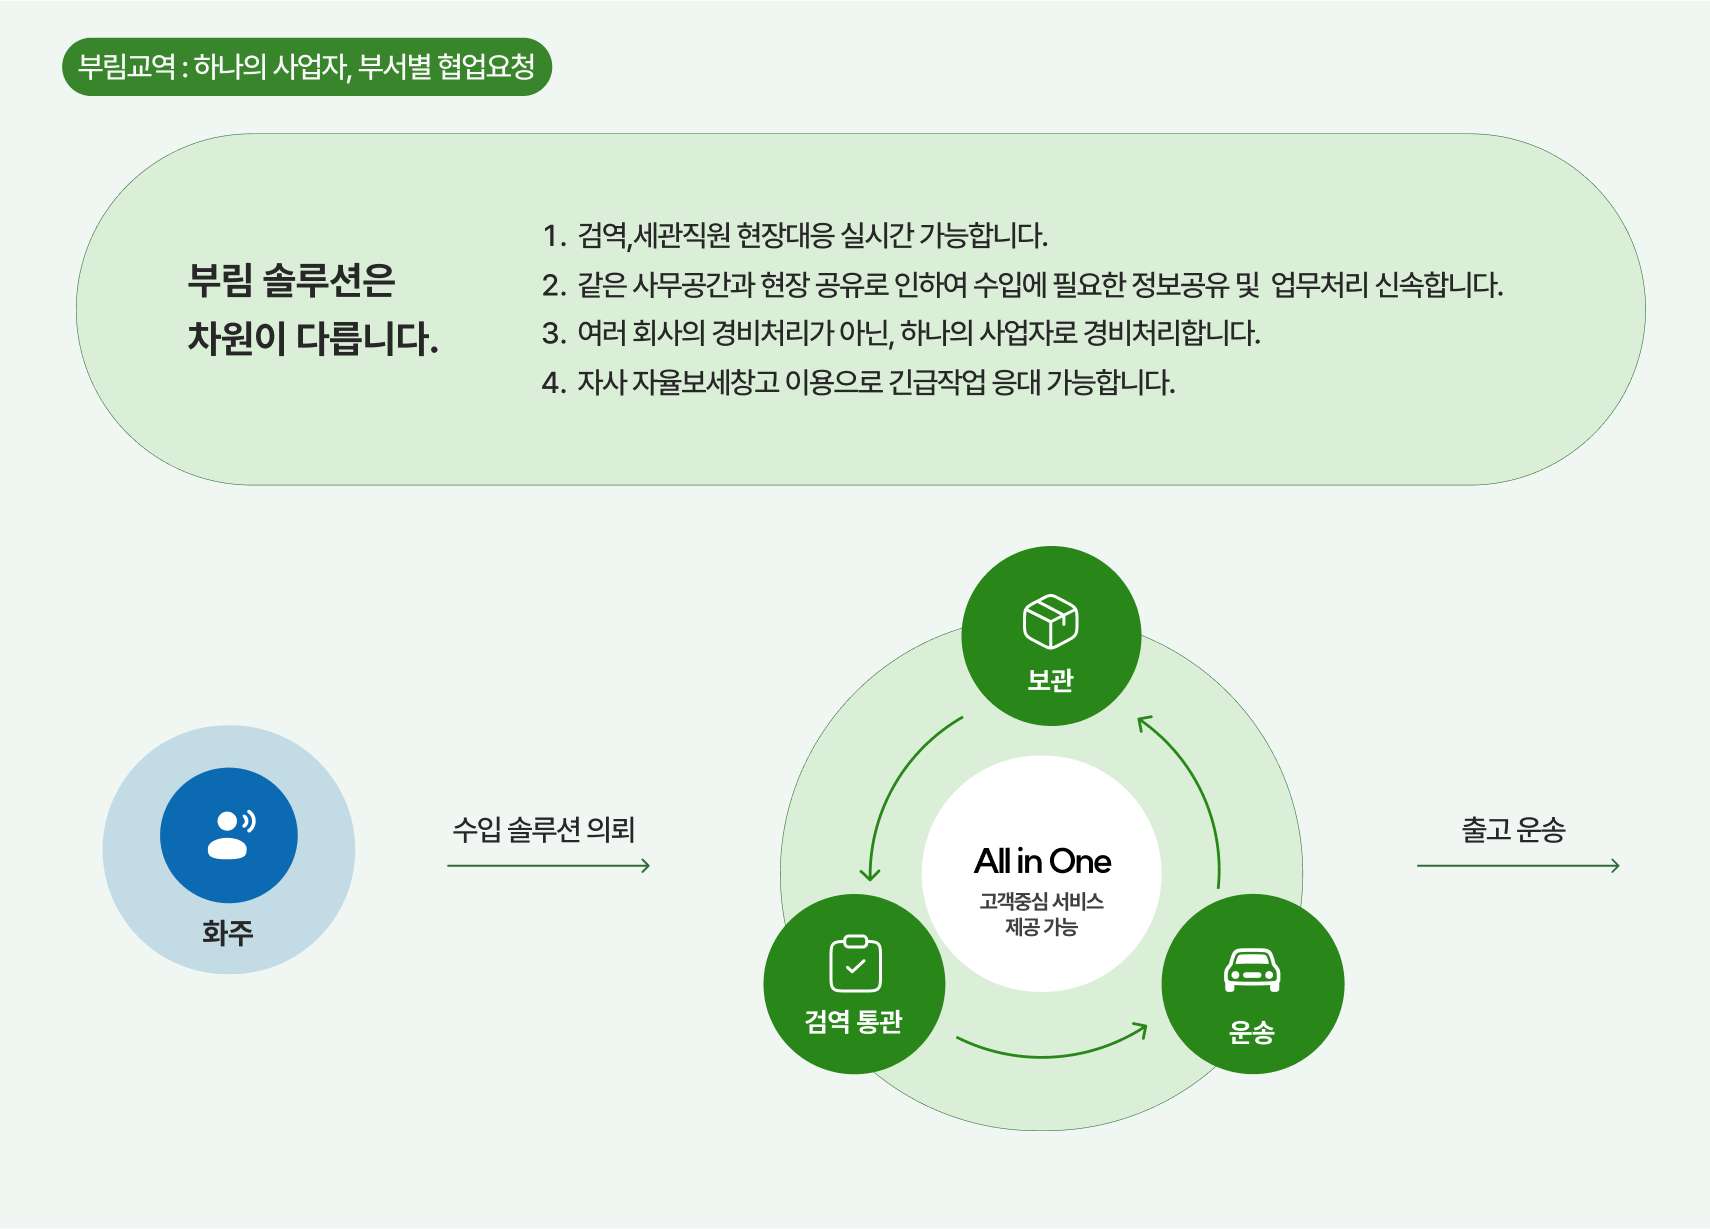 부림교역 : 하나의 사업자, 부서별 협업요청
부림 솔루션은
차원이 다릅니다.
1. 검역,세관직원 현장대응 실시간 가능합니다.
2. 같은 사무공간과 현장 공유로 인하여 수입에 필요한 정보공유 및 업무처리 신속합니다.
3. 여러 회사의 경비처리가 아닌, 하나의 사업자로 경비처리합니다.
4. 자사 자율보세창고 이용으로 긴급작업 응대 가능합니다.
화주
수입 솔루션 의뢰
보관
All in One
고객중심 서비스
제공 가능
검역 통관
운송
출고 운송